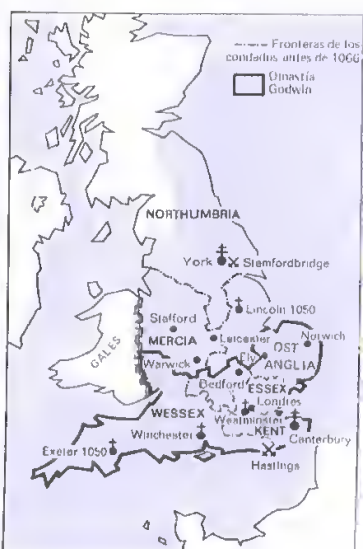 Fronteras de los
condados antes de 1066
Dinastía
Godwin
NORTHUMBRIA
York
Stamfordbridge
Lincoln 1050
Stafford
Leicester
Norwich
MERCIA
OST
ANGLIA
Ely
GALES
Warwick
Bedford
ESSEX
WESSEX
Londres
Westminster
KENT
Winchester
Canterbury
Exeter 1050
Hastings